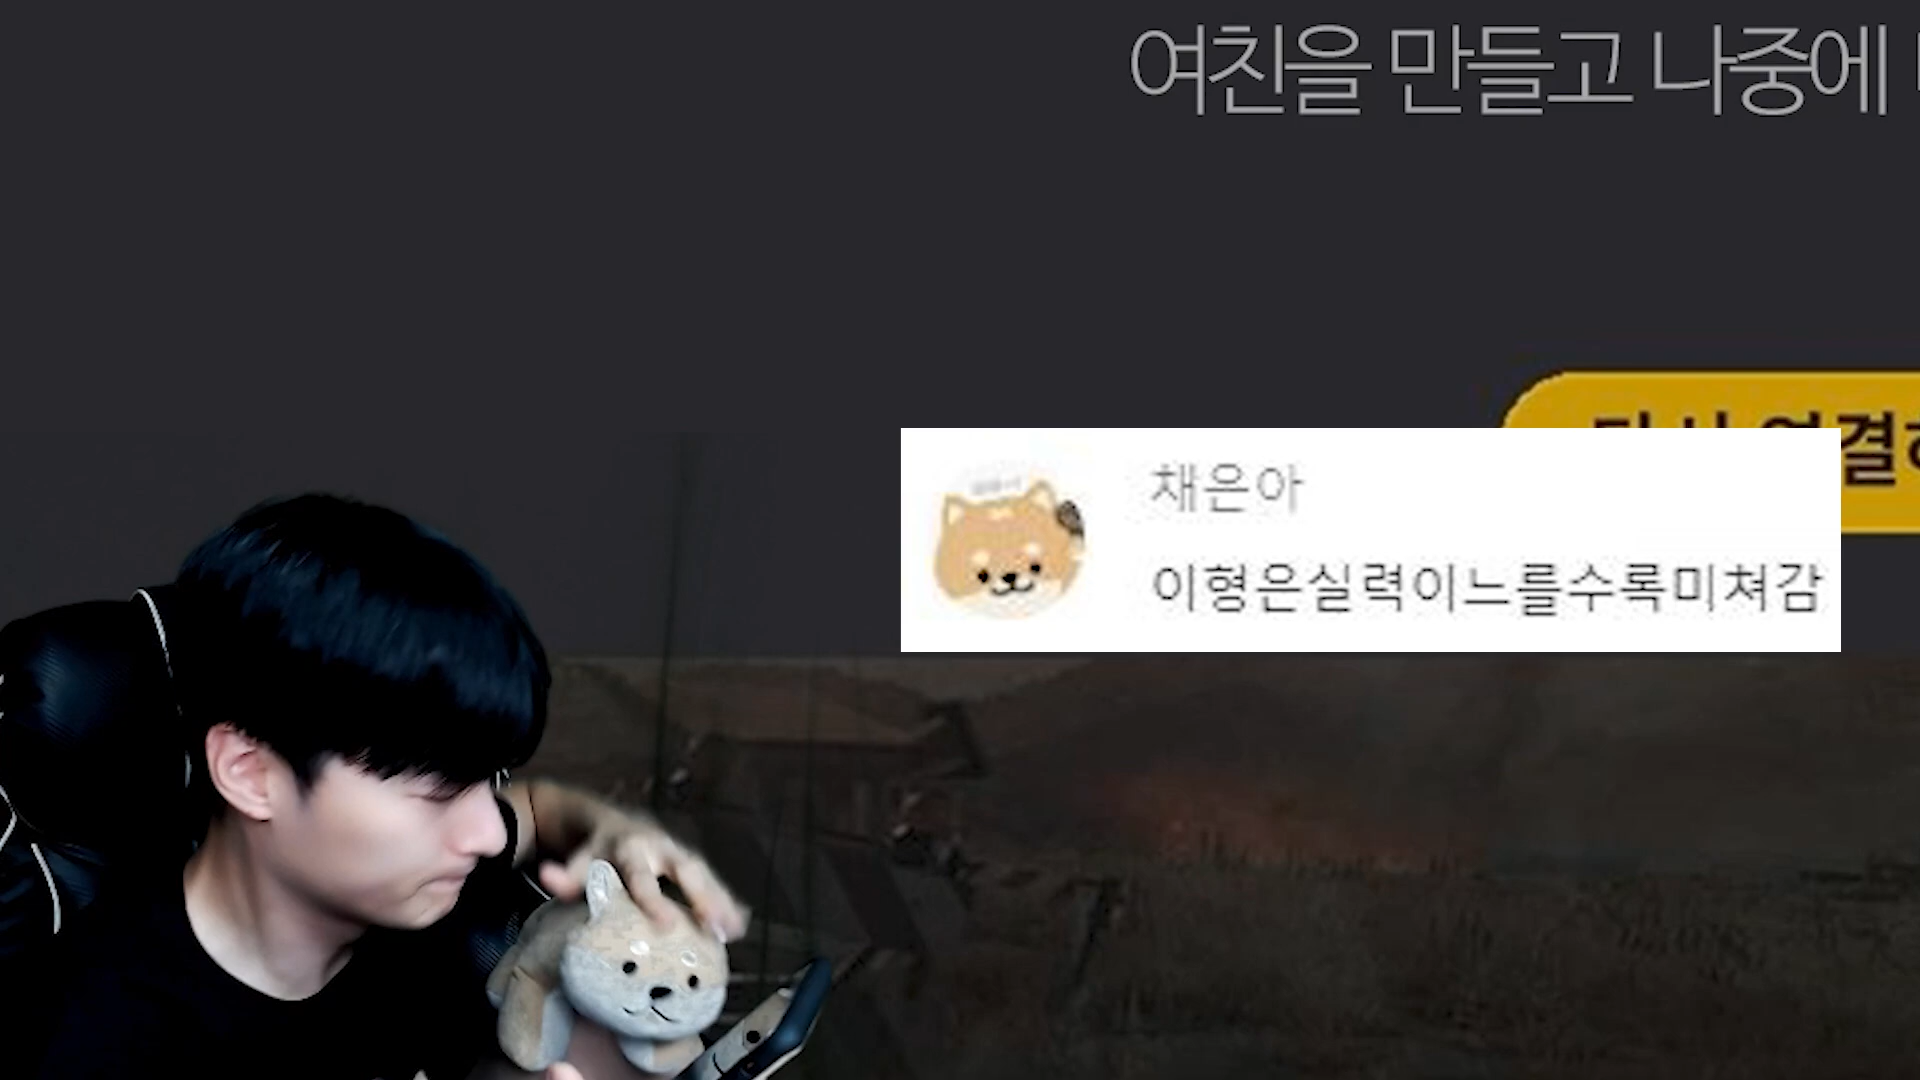 여친을 만들고 나중에
채은아
이형은실력이느를수록미쳐감